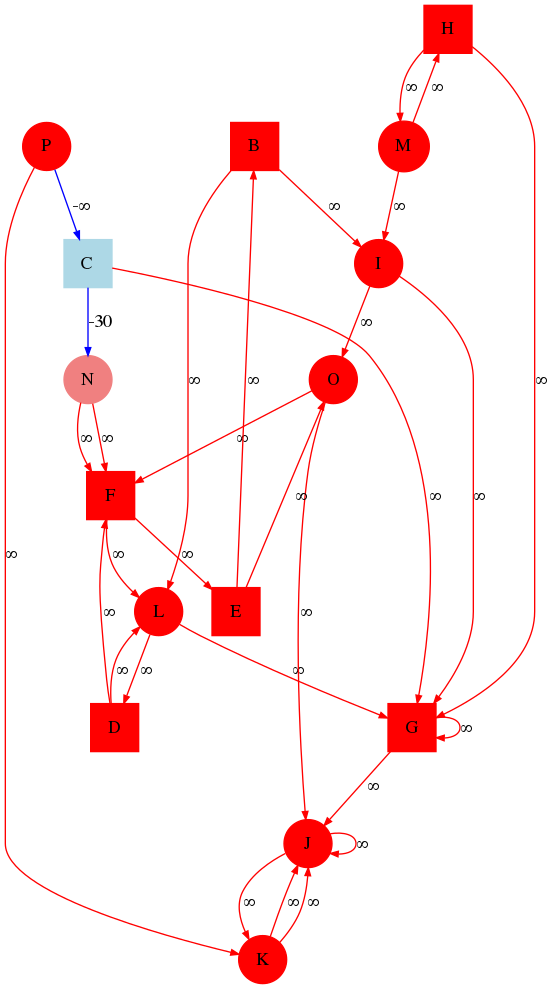 H
∞ ∞
P B M
-∞ ∞ ∞
C I
-30 ∞
N ∞ O ∞
∞ ∞ ∞
F ∞ ∞ ∞
∞ ∞ ∞
L E ∞ ∞
∞ ∞ ∞
D G ∞
∞
J ∞
∞ ∞ ∞
K